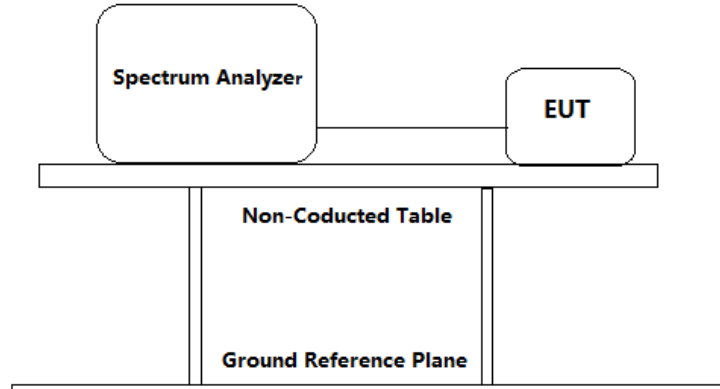 Spectrum Analyzer
EUT
Non-Coducted Table
Ground Reference Plane